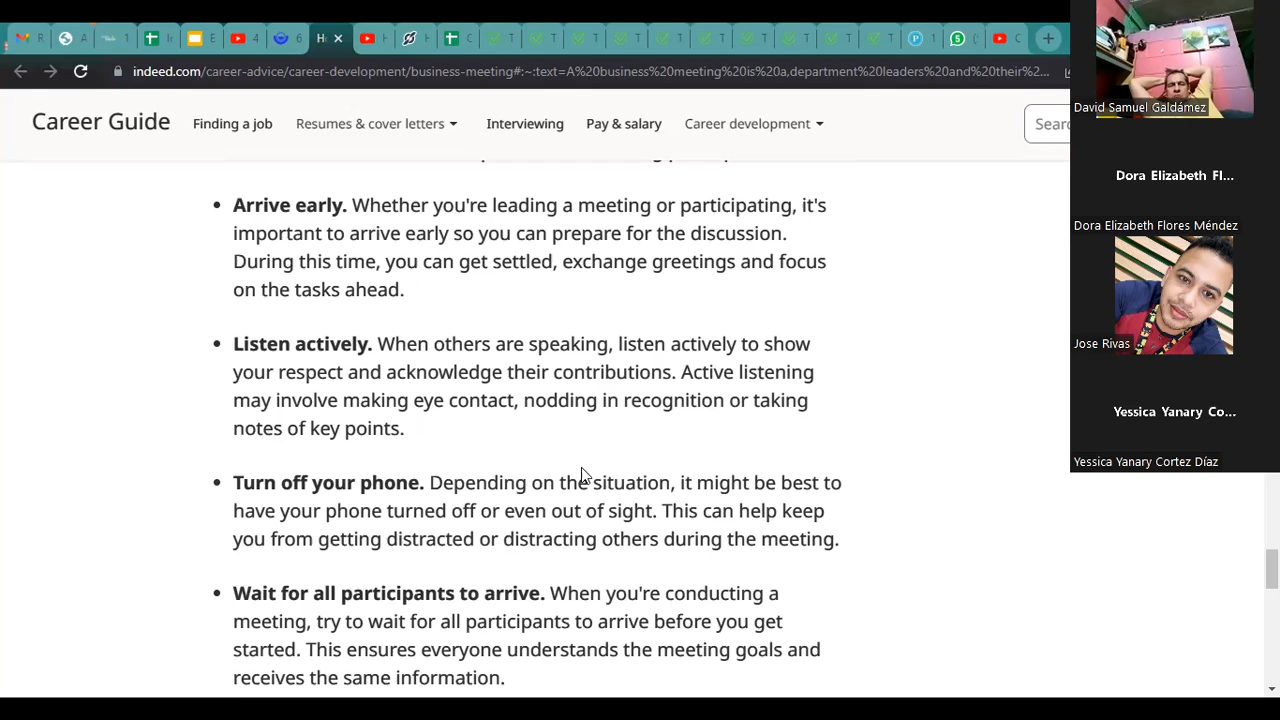 R
A
T
Ir
E
4
6
H
H
C
T
T
T
T
T
T
T
T
T
1
C
indeed.com/career-advice/career-development/business-meeting#:~:text=A%20business%20meeting%20is%20a,department%20leaders%20and%20their%...
Career Guide
Finding a job
Resumes & cover letters
Interviewing
Pay & salary
Career development
Sear
• Arrive early. Whether you're leading a meeting or participating, it's
important to arrive early so you can prepare for the discussion.
During this time, you can get settled, exchange greetings and focus
on the tasks ahead.
• Listen actively. When others are speaking, listen actively to show
your respect and acknowledge their contributions. Active listening
may involve making eye contact, nodding in recognition or taking
notes of key points.
• Turn off your phone. Depending on the situation, it might be best to
have your phone turned off or even out of sight. This can help keep
you from getting distracted or distracting others during the meeting.
• Wait for all participants to arrive. When you're conducting a
meeting, try to wait for all participants to arrive before you get
started. This ensures everyone understands the meeting goals and
receives the same information.
David Samuel Galdámez
Dora Elizabeth Fl...
Dora Elizabeth Flores Méndez
Jose Rivas
Yessica Yanary Co...
Yessica Yanary Cortez Díaz